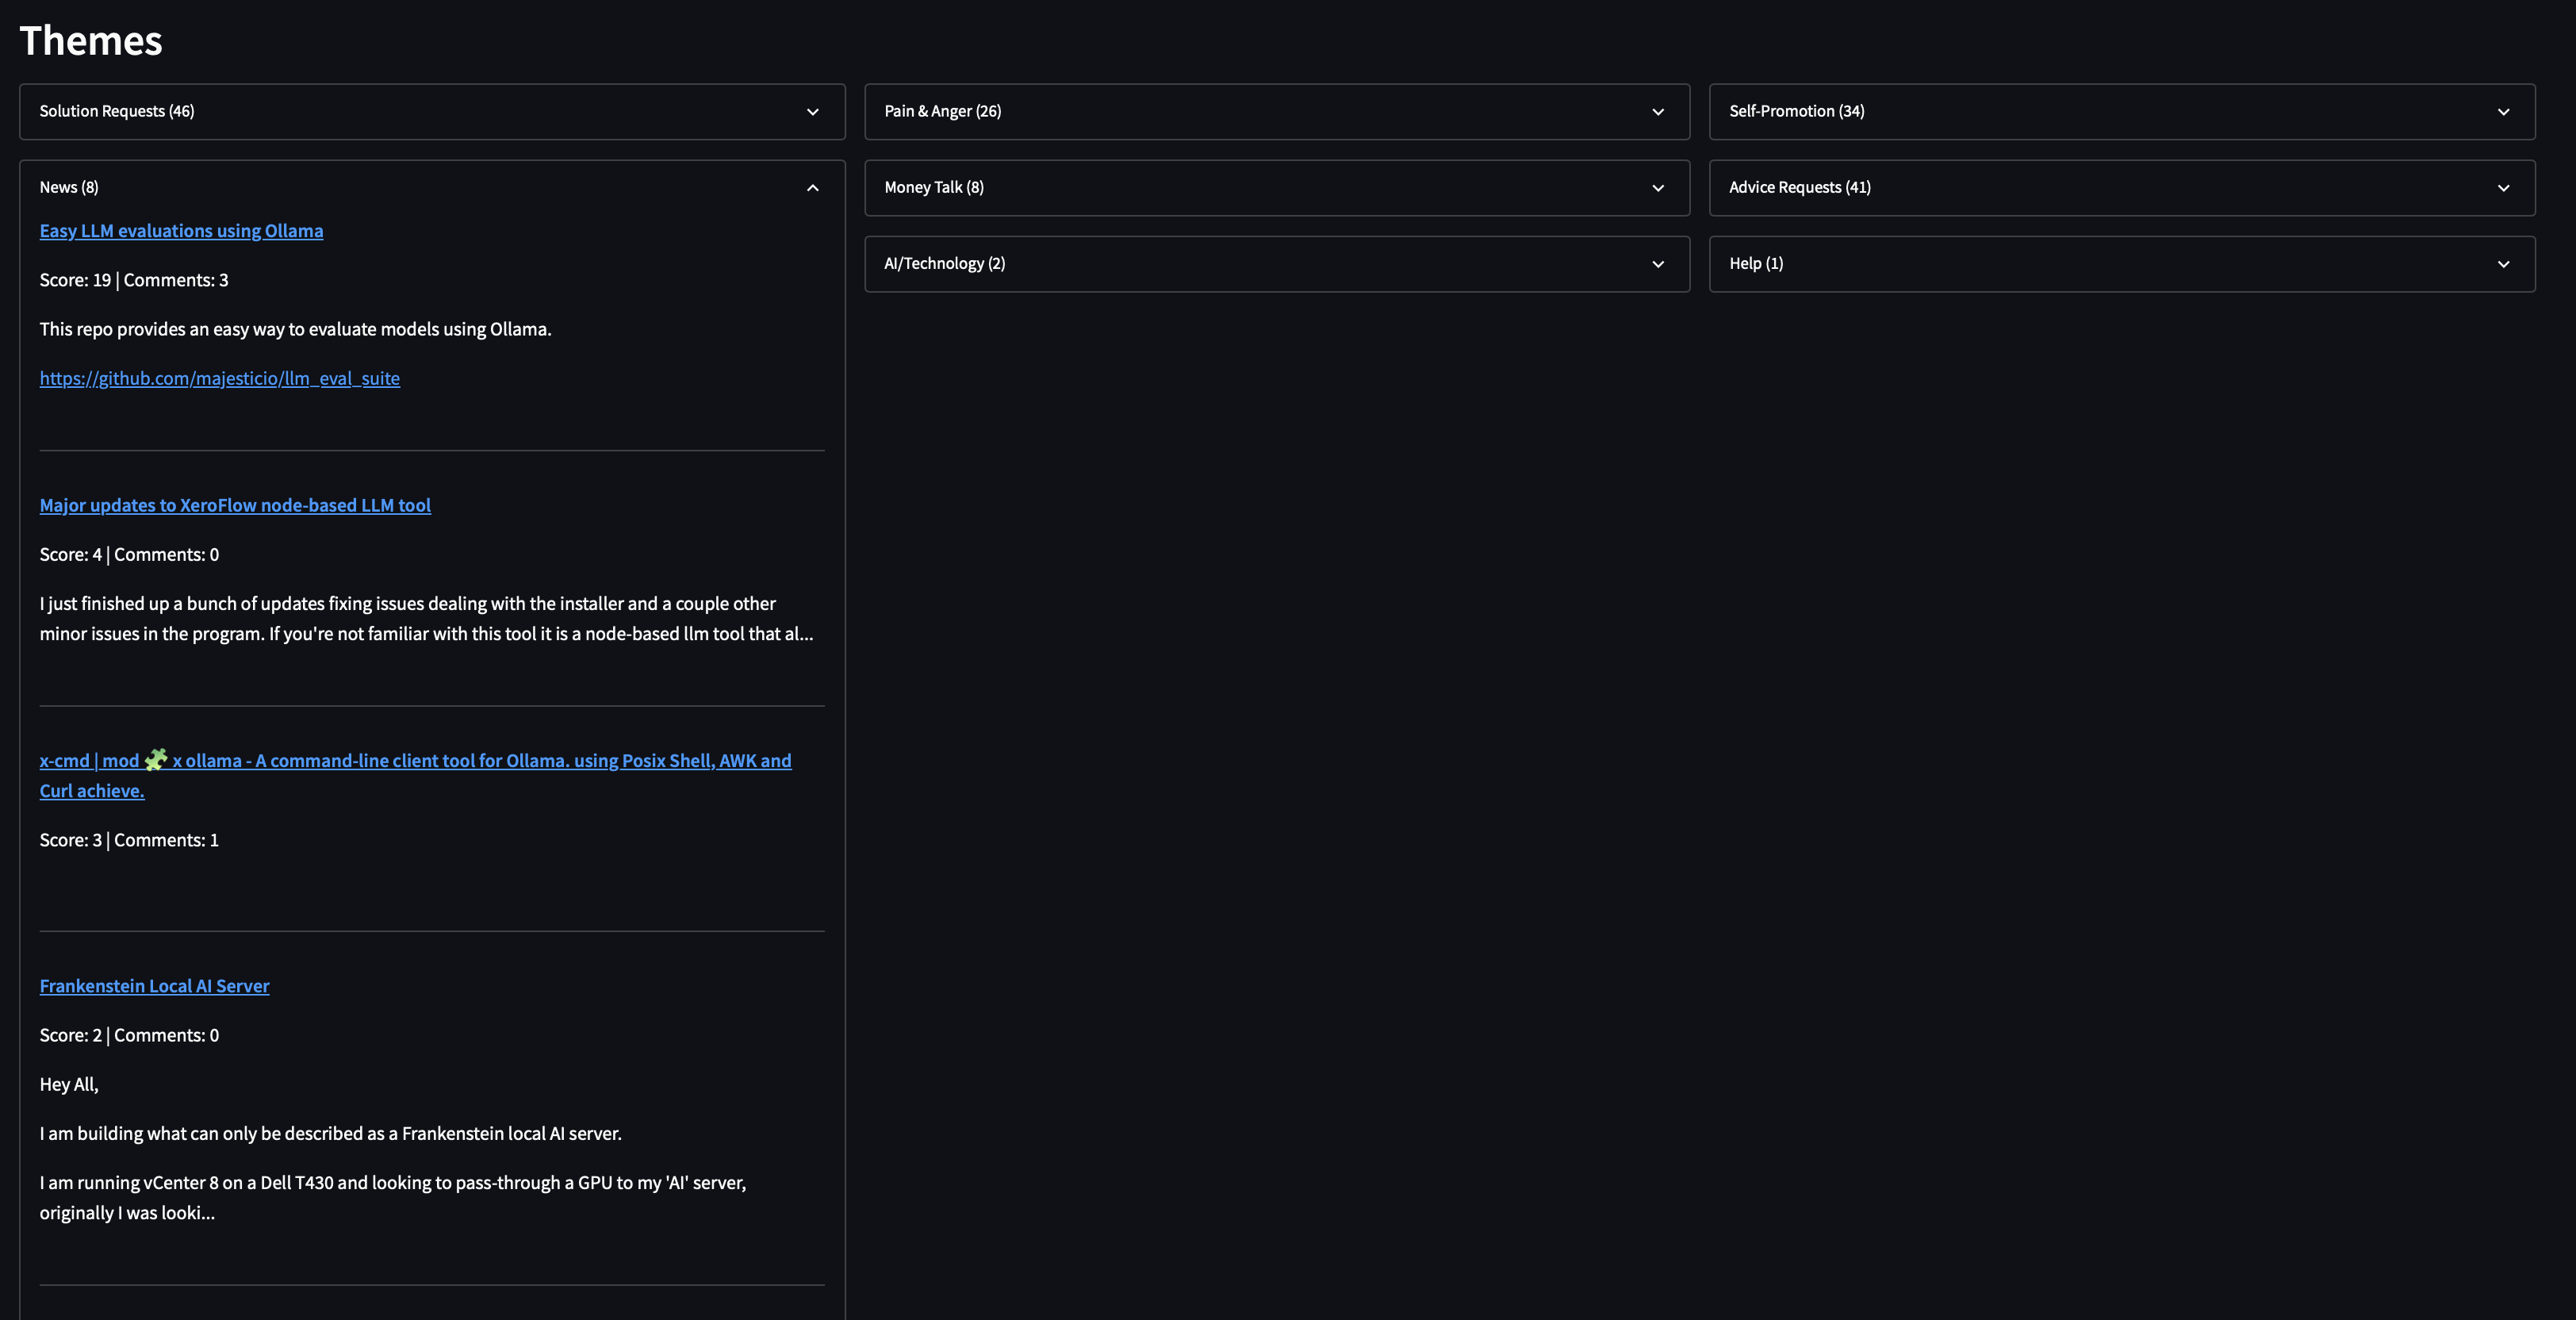 Themes
Solution Requests (46)
Pain & Anger (26)
Self-Promotion (34)
News (8)
Money Talk (8)
Advice Requests (41)
AI/Technology (2)
Help (1)
Easy LLM evaluations using Ollama
Score: 19 | Comments: 3
This repo provides an easy way to evaluate models using Ollama.
https://github.com/majesticio/llm_eval_suite
Major updates to XeroFlow node-based LLM tool
Score: 4 | Comments: 0
I just finished up a bunch of updates fixing issues dealing with the installer and a couple other
minor issues in the program. If you're not familiar with this tool it is a node-based llm tool that al...
x-cmd | mod 🧩 x ollama - A command-line client tool for Ollama. using Posix Shell, AWK and
Curl achieve.
Score: 3 | Comments: 1
Frankenstein Local AI Server
Score: 2 | Comments: 0
Hey All,
I am building what can only be described as a Frankenstein local AI server.
I am running vCenter 8 on a Dell T430 and looking to pass-through a GPU to my 'AI' server,
originally I was looki...